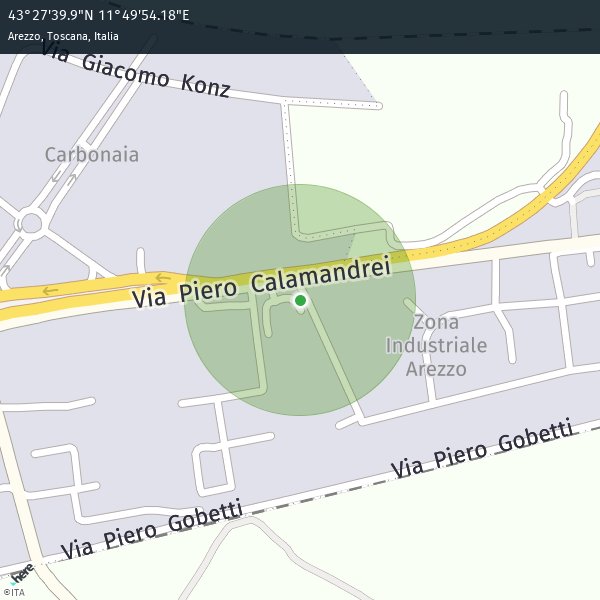 43°27'39.9"N 11°49'54.18"E
Arezzo, Toscana, Italia
Via Giacomo Konz
Carbonaia
Via Piero Calamandrei
Zona
Industriale
Arezzo
Via Piero Gobetti
Via Piero Gobetti
here
©ITA